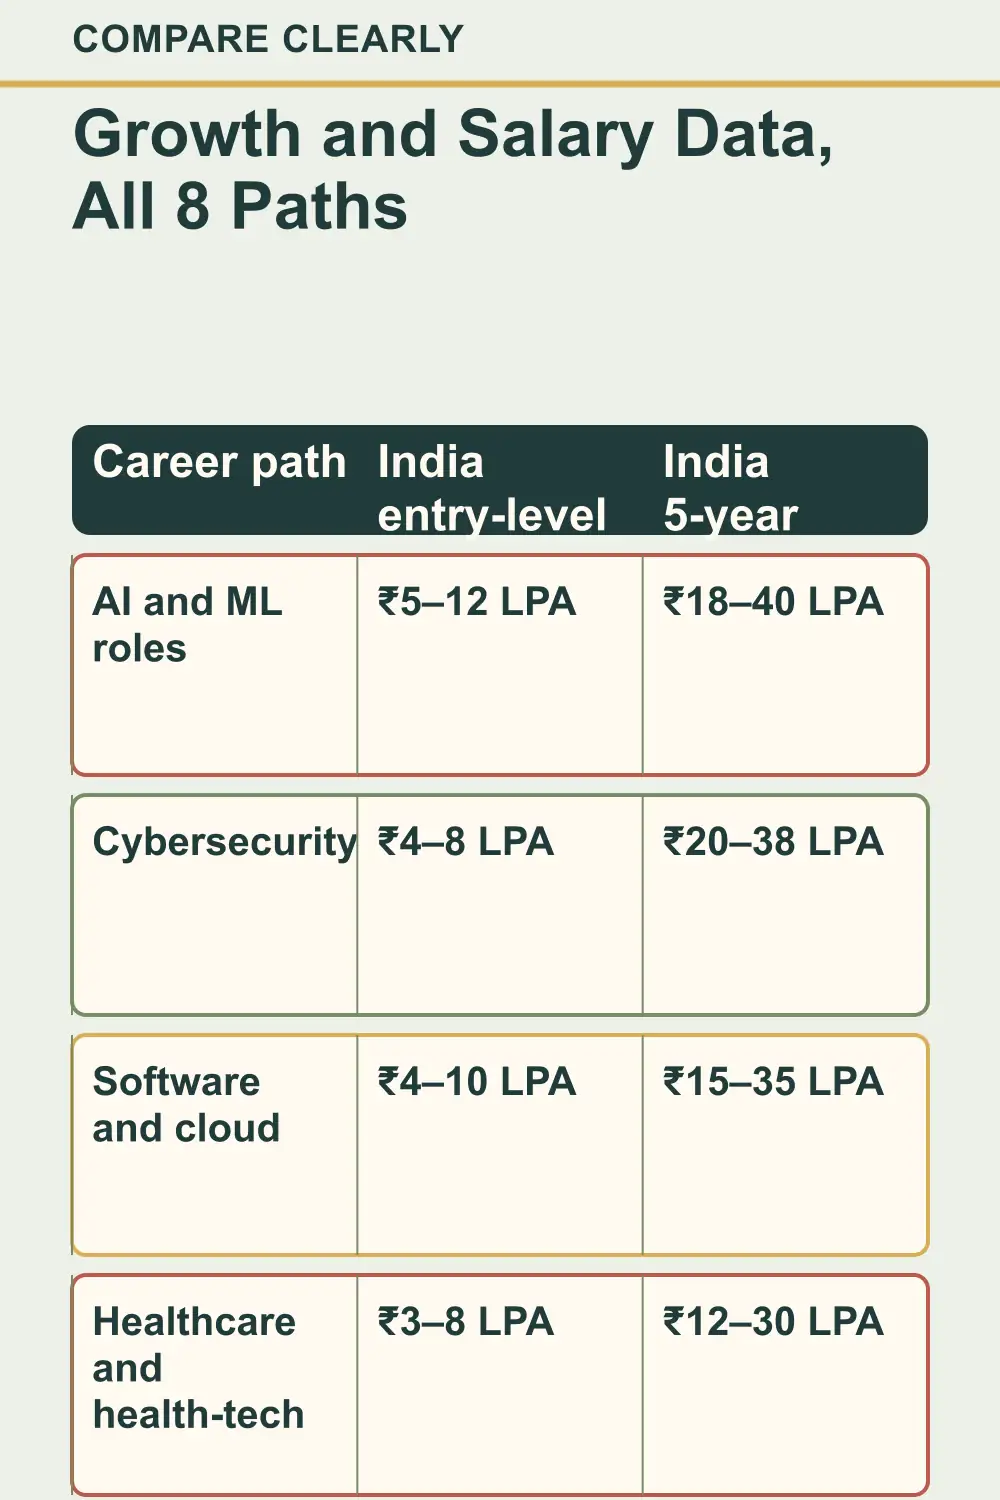 COMPARE CLEARLY
Growth and Salary Data,
All 8 Paths
Career path India India
entry-level 5-year
AI and ML ₹5–12 LPA ₹18–40 LPA
roles
Cybersecurity ₹4–8 LPA ₹20–38 LPA
Software ₹4–10 LPA ₹15–35 LPA
and cloud
Healthcare ₹3–8 LPA ₹12–30 LPA
and
health-tech